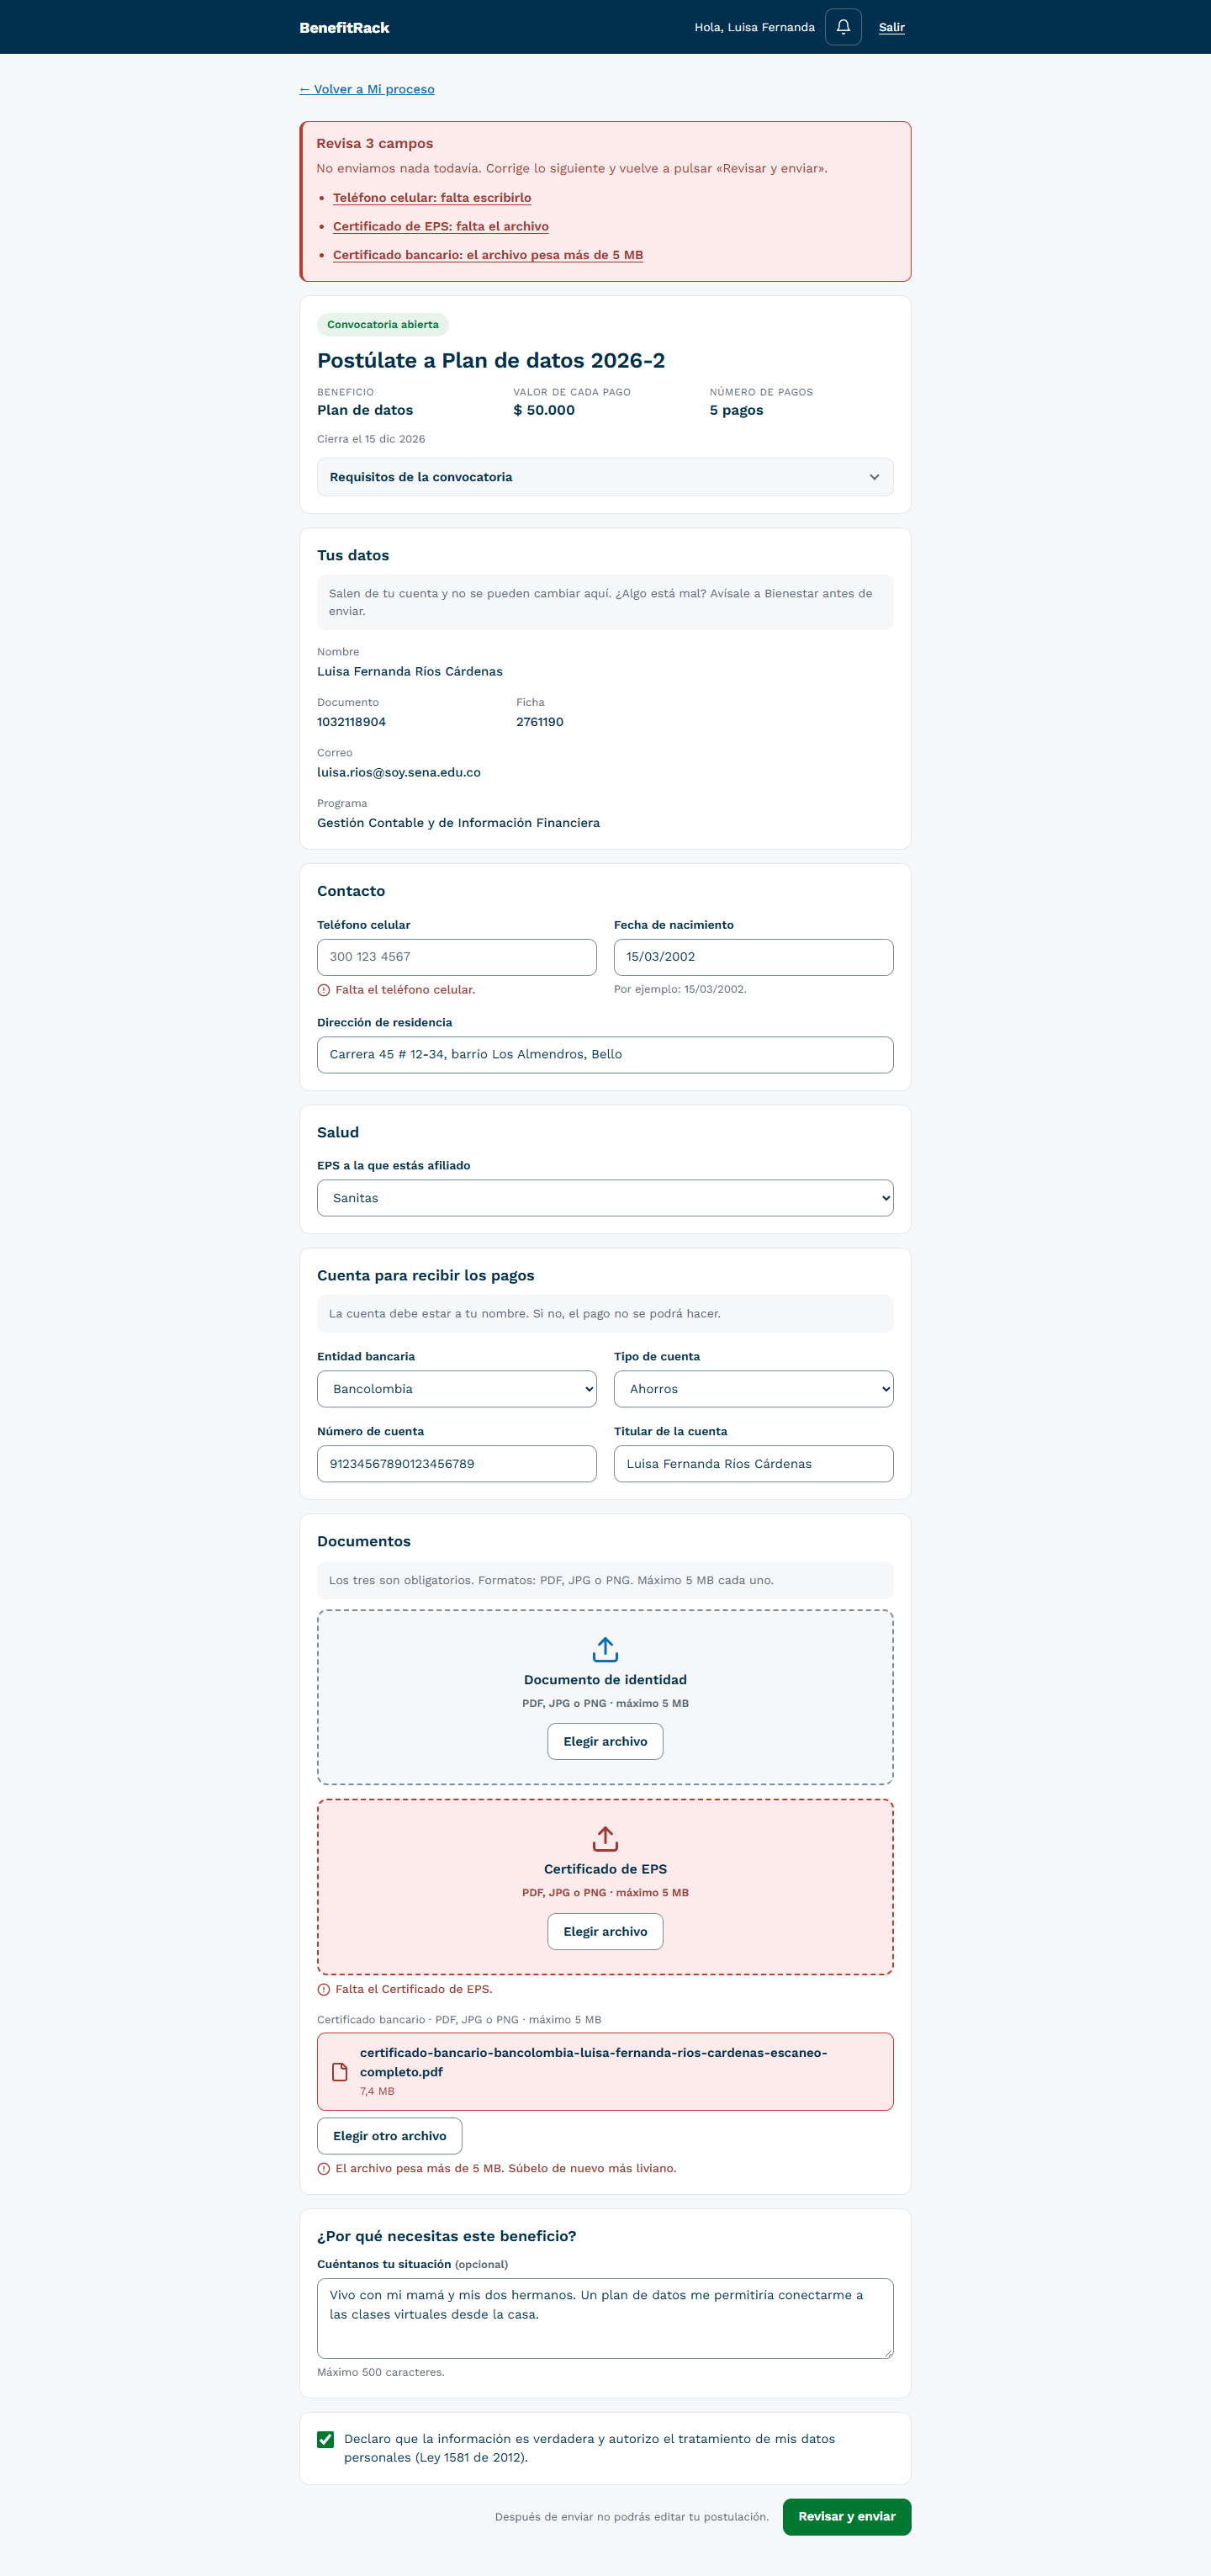 BenefitRack
Hola, Luisa Fernanda
Salir
← Volver a Mi proceso
Revisa 3 campos
No enviamos nada todavía. Corrige lo siguiente y vuelve a pulsar «Revisar y enviar».
• Teléfono celular: falta escribirlo
• Certificado de EPS: falta el archivo
• Certificado bancario: el archivo pesa más de 5 MB
Convocatoria abierta
Postúlate a Plan de datos 2026-2
BENEFICIO
Plan de datos
VALOR DE CADA PAGO
$ 50.000
NÚMERO DE PAGOS
5 pagos
Cierra el 15 dic 2026
Requisitos de la convocatoria
Tus datos
Salen de tu cuenta y no se pueden cambiar aquí. ¿Algo está mal? Avísale a Bienestar antes de
enviar.
Nombre
Luisa Fernanda Ríos Cárdenas
Documento
1032118904
Ficha
2761190
Correo
luisa.rios@soy.sena.edu.co
Programa
Gestión Contable y de Información Financiera
Contacto
Teléfono celular
300 123 4567
Falta el teléfono celular.
Fecha de nacimiento
15/03/2002
Por ejemplo: 15/03/2002.
Dirección de residencia
Carrera 45 # 12-34, barrio Los Almendros, Bello
Salud
EPS a la que estás afiliado
Sanitas
Cuenta para recibir los pagos
La cuenta debe estar a tu nombre. Si no, el pago no se podrá hacer.
Entidad bancaria
Bancolombia
Tipo de cuenta
Ahorros
Número de cuenta
91234567890123456789
Titular de la cuenta
Luisa Fernanda Ríos Cárdenas
Documentos
Los tres son obligatorios. Formatos: PDF, JPG o PNG. Máximo 5 MB cada uno.
Documento de identidad
PDF, JPG o PNG · máximo 5 MB
Elegir archivo
Certificado de EPS
PDF, JPG o PNG · máximo 5 MB
Elegir archivo
Falta el Certificado de EPS.
Certificado bancario · PDF, JPG o PNG · máximo 5 MB
certificado-bancario-bancolombia-luisa-fernanda-rios-cardenas-escaneo-
completo.pdf
7,4 MB
Elegir otro archivo
El archivo pesa más de 5 MB. Súbelo de nuevo más liviano.
¿Por qué necesitas este beneficio?
Cuéntanos tu situación (opcional)
Vivo con mi mamá y mis dos hermanos. Un plan de datos me permitiría conectarme a
las clases virtuales desde la casa.
Máximo 500 caracteres.
Declaro que la información es verdadera y autorizo el tratamiento de mis datos
personales (Ley 1581 de 2012).
Después de enviar no podrás editar tu postulación.
Revisar y enviar